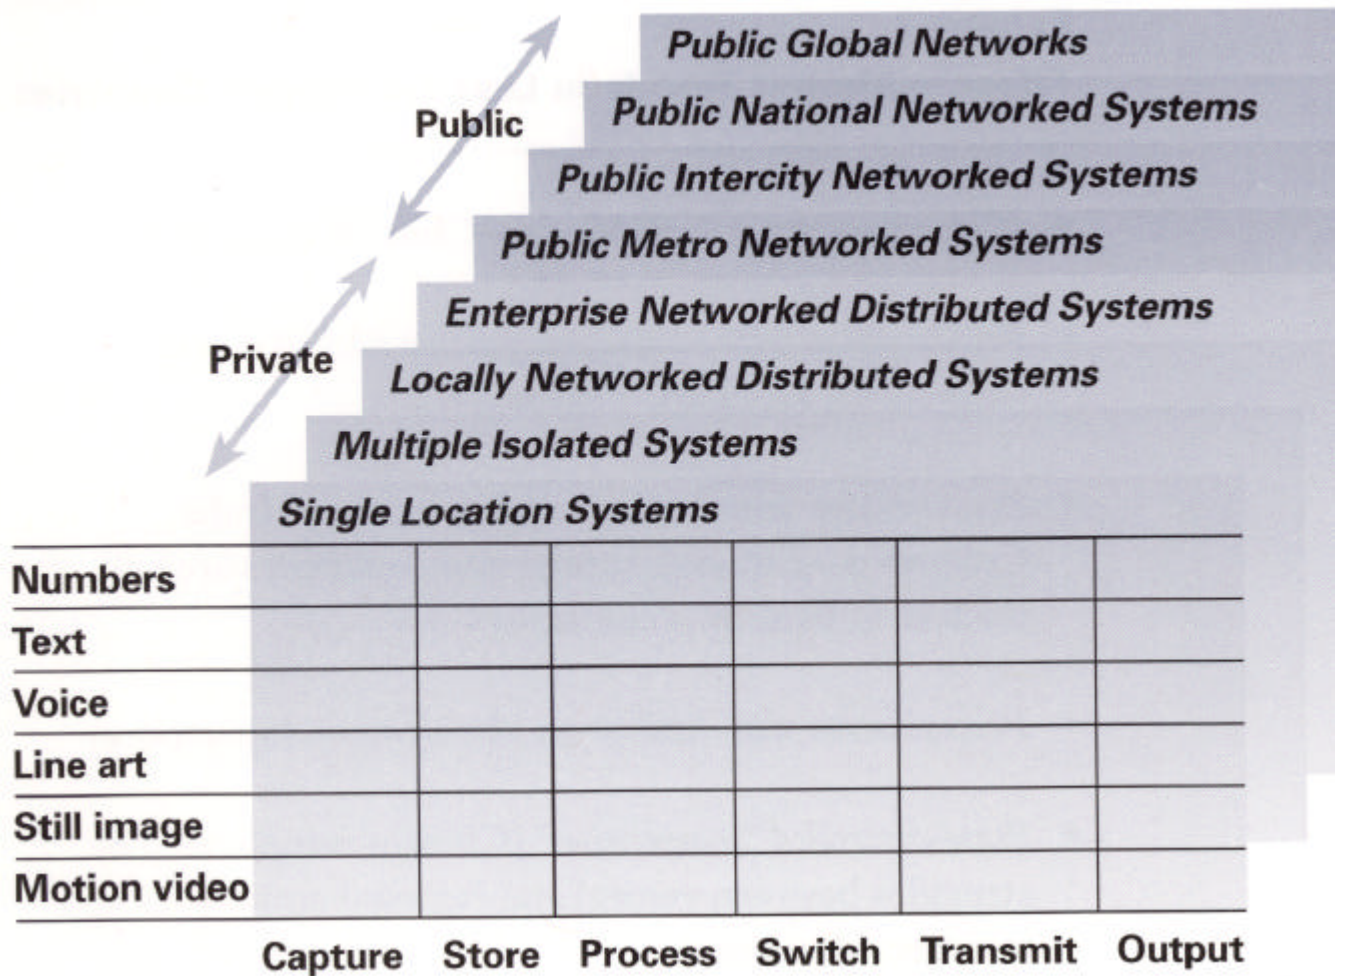 Public Global Networks
Public National Networked Systems
Public
Public Intercity Networked Systems
Public Metro Networked Systems
Enterprise Networked Distributed Systems
Private
Locally Networked Distributed Systems
Multiple Isolated Systems
Single Location Systems
Numbers
Text
Voice
Line art
Still image
Motion video
Capture Store Process Switch Transmit Output